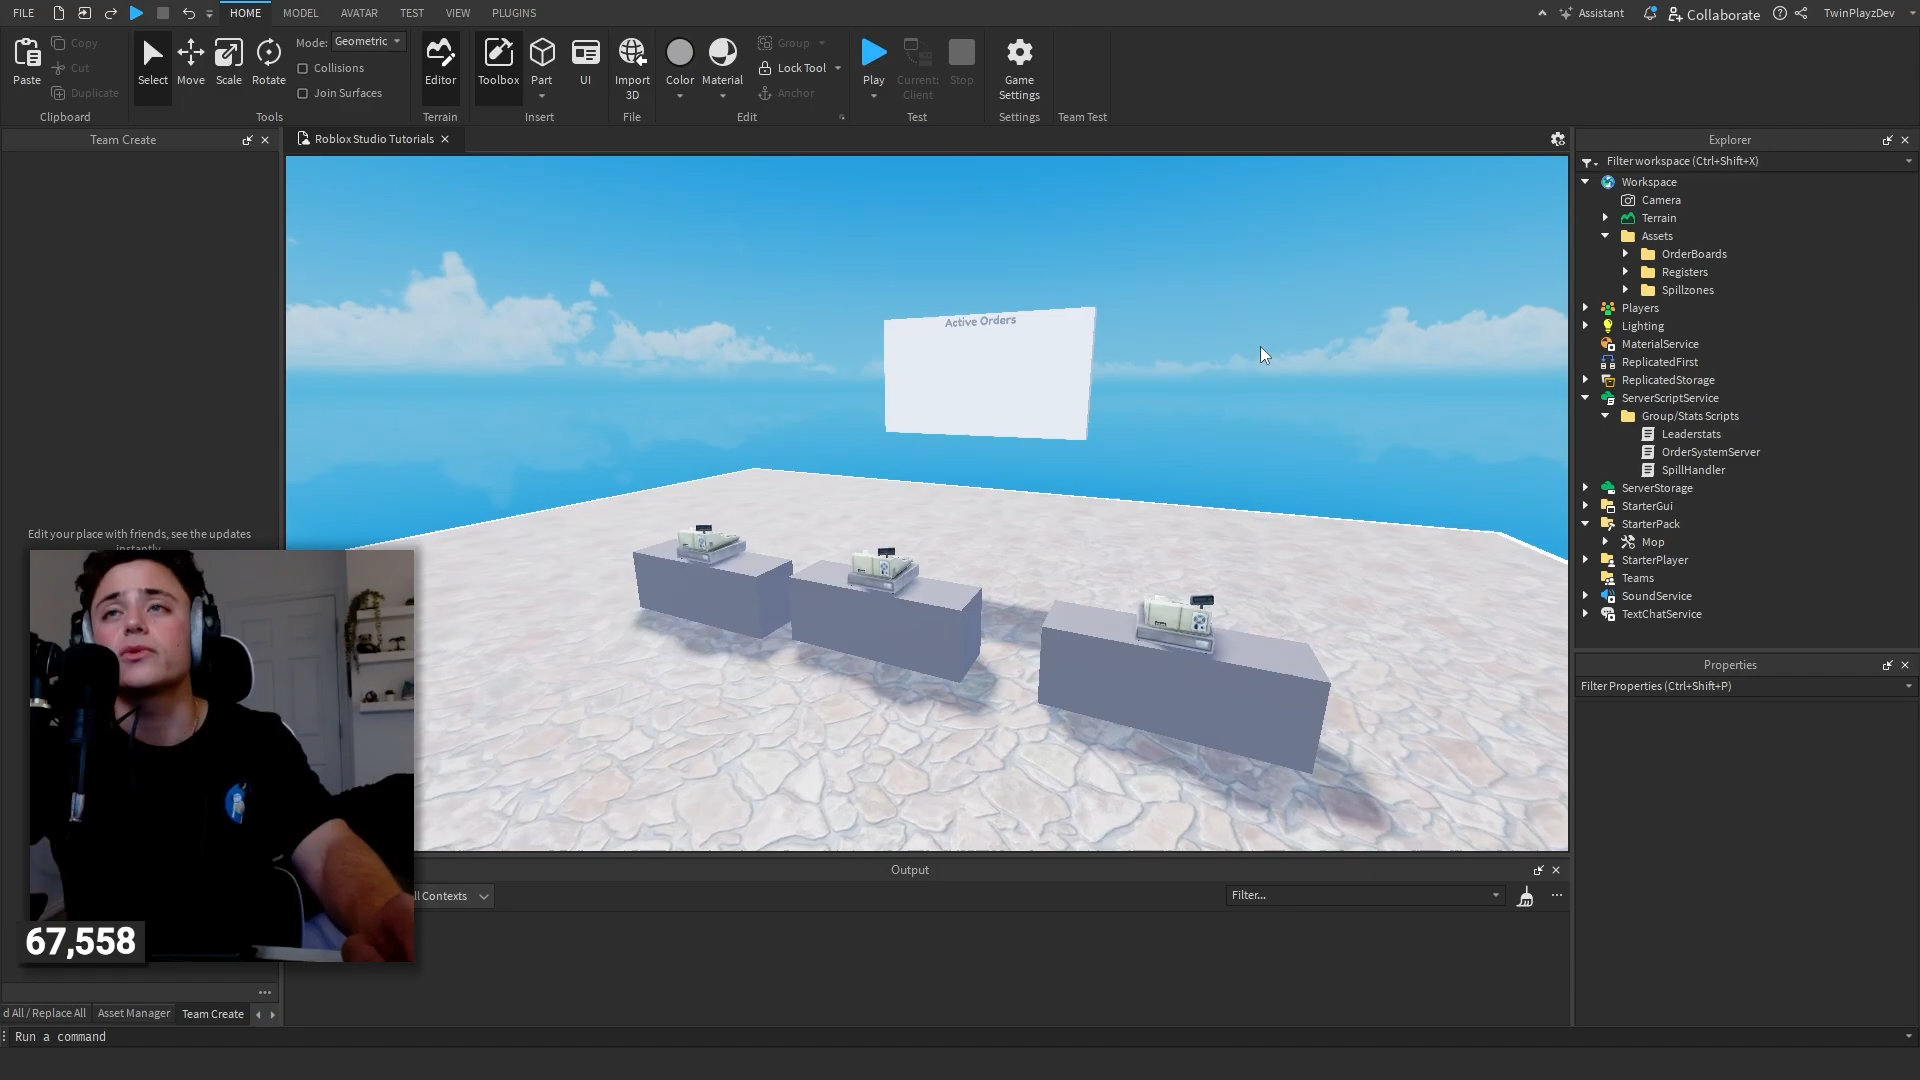 FILE HOME MODEL AVATAR TEST VIEW PLUGINS Assistant Collaborate TwinPlayzDev
Paste Copy Cut Duplicate Clipboard
Select Move Scale Rotate Mode: Geometric Collisions Join Surfaces Tools
Editor Terrain
Toolbox Part UI Insert
Import 3D File
Color Material Group Lock Tool Anchor Edit
Play Current: Client Stop Test
Game Settings Settings
Team Test
Team Create
Roblox Studio Tutorials
Active Orders
Edit your place with friends, see the updates
instantly
67,558
Explorer
Filter workspace (Ctrl+Shift+X)
Workspace
Camera
Terrain
Assets
OrderBoards
Registers
Spillzones
Players
Lighting
MaterialService
ReplicatedFirst
ReplicatedStorage
ServerScriptService
Group/Stats Scripts
Leaderstats
OrderSystemServer
SpillHandler
ServerStorage
StarterGui
StarterPack
Mop
StarterPlayer
Teams
SoundService
TextChatService
Properties
Filter Properties (Ctrl+Shift+P)
Output
ll Contexts Filter...
d All / Replace All Asset Manager Team Create
Run a command